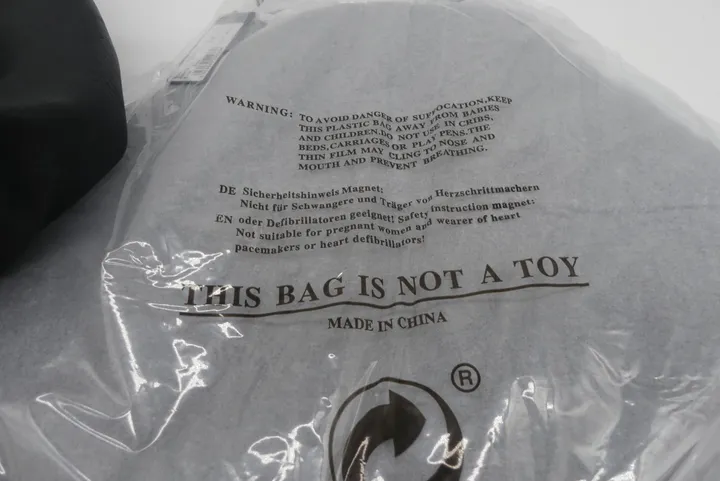 WARNING: TO AVOID DANGER OF SUFFOCATION,KEEP
THIS PLASTIC BAG AWAY FROM BABIES
AND CHILDREN.DO NOT USE IN CRIBS,
BEDS,CARRIAGES OR PLAY PENS.THE
THIN FILM MAY CLING TO NOSE AND
MOUTH AND PREVENT BREATHING.
DE Sicherheitshinweis Magnet:
Nicht für Schwangere und Träger von Herzschrittmachern
EN oder Defibrillatoren geeignet! Safety instruction magnet:
Not suitable for pregnant women and wearer of heart
pacemakers or heart defibrillators!
THIS BAG IS NOT A TOY
MADE IN CHINA
®